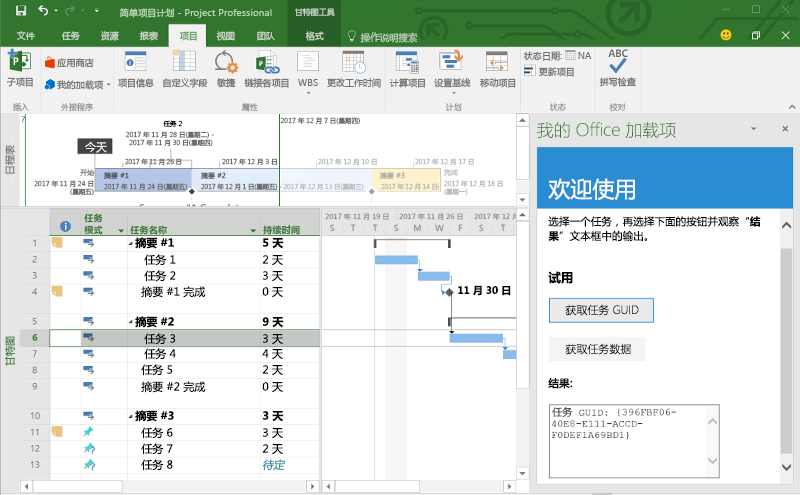 简单项目计划 - Project Professional
甘特图工具
文件 任务 资源 报表 项目 视图 团队 格式 操作说明搜索
子项目
应用商店
我的加载项
项目信息 自定义字段 敏捷 链接各项目 WBS 更改工作时间
计算项目 设置基线 移动项目
状态日期: NA
更新项目
ABC
拼写检查
插入 外接程序 属性 计划 状态 校对
日程表
今天
任务 2
2017 年 11 月 28 日(星期二) -
2017 年 11 月 30 日(星期四)
2017 年 12 月 7 日(星期四)
2017 年 11 月 26 日 2017 年 12 月 3 日 2017 年 12 月 10 日 2017 年 12 月 17 日
开始
2017 年 11 月 24 日
(星期五)
摘要 #1
2017 年 11 月 24 日(星期五)
摘要 #2
2017 年 12 月 1 日(星期五)
2017 年 12 月 13 日(星期三)
摘要 #3
2017 年 12 月 14 日(
完成
2017 年 12 月 18 日
(星期一)
甘特图
任务
模式 任务名称 持续时间
2017 年 11 月 19 日 2017 年 11 月 26 日 2017 年 12 月
S T T S M W F S T
1 摘要 #1 5 天
2 任务 1 2 天
3 任务 2 3 天
4 摘要 #1 完成 0 天
11 月 30 日
5 摘要 #2 9 天
6 任务 3 3 天
7 任务 4 4 天
8 任务 5 2 天
9 摘要 #2 完成 0 天
10 摘要 #3 3 天
11 任务 6 3 天
12 任务 7 2 天
13 任务 8 待定
我的 Office 加载项
欢迎使用
选择一个任务，再选择下面的按钮并观察“结
果”文本框中的输出。
试用
获取任务 GUID
获取任务数据
结果:
任务 GUID: {396FBF06-
40E8-E111-ACCD-
F0DEF1A69BD1}